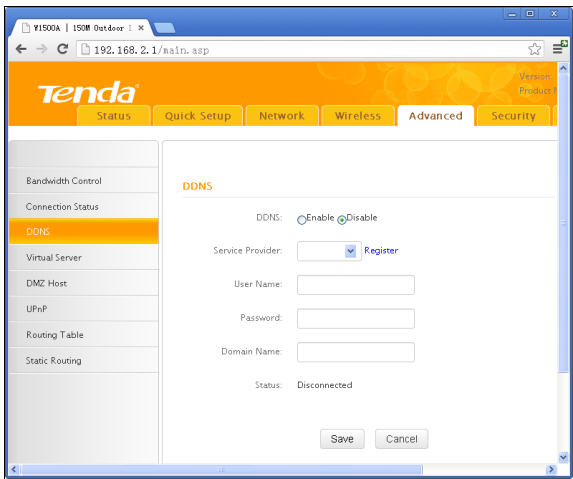 W1500A | 150M Outdoor
192.168.2.1/main.asp
Tenda
Version:
Product
Status Quick Setup Network Wireless Advanced Security
Bandwidth Control
Connection Status
DDNS
Virtual Server
DMZ Host
UPnP
Routing Table
Static Routing
DDNS
DDNS: Enable Disable
Service Provider: Register
User Name:
Password:
Domain Name:
Status: Disconnected
Save Cancel